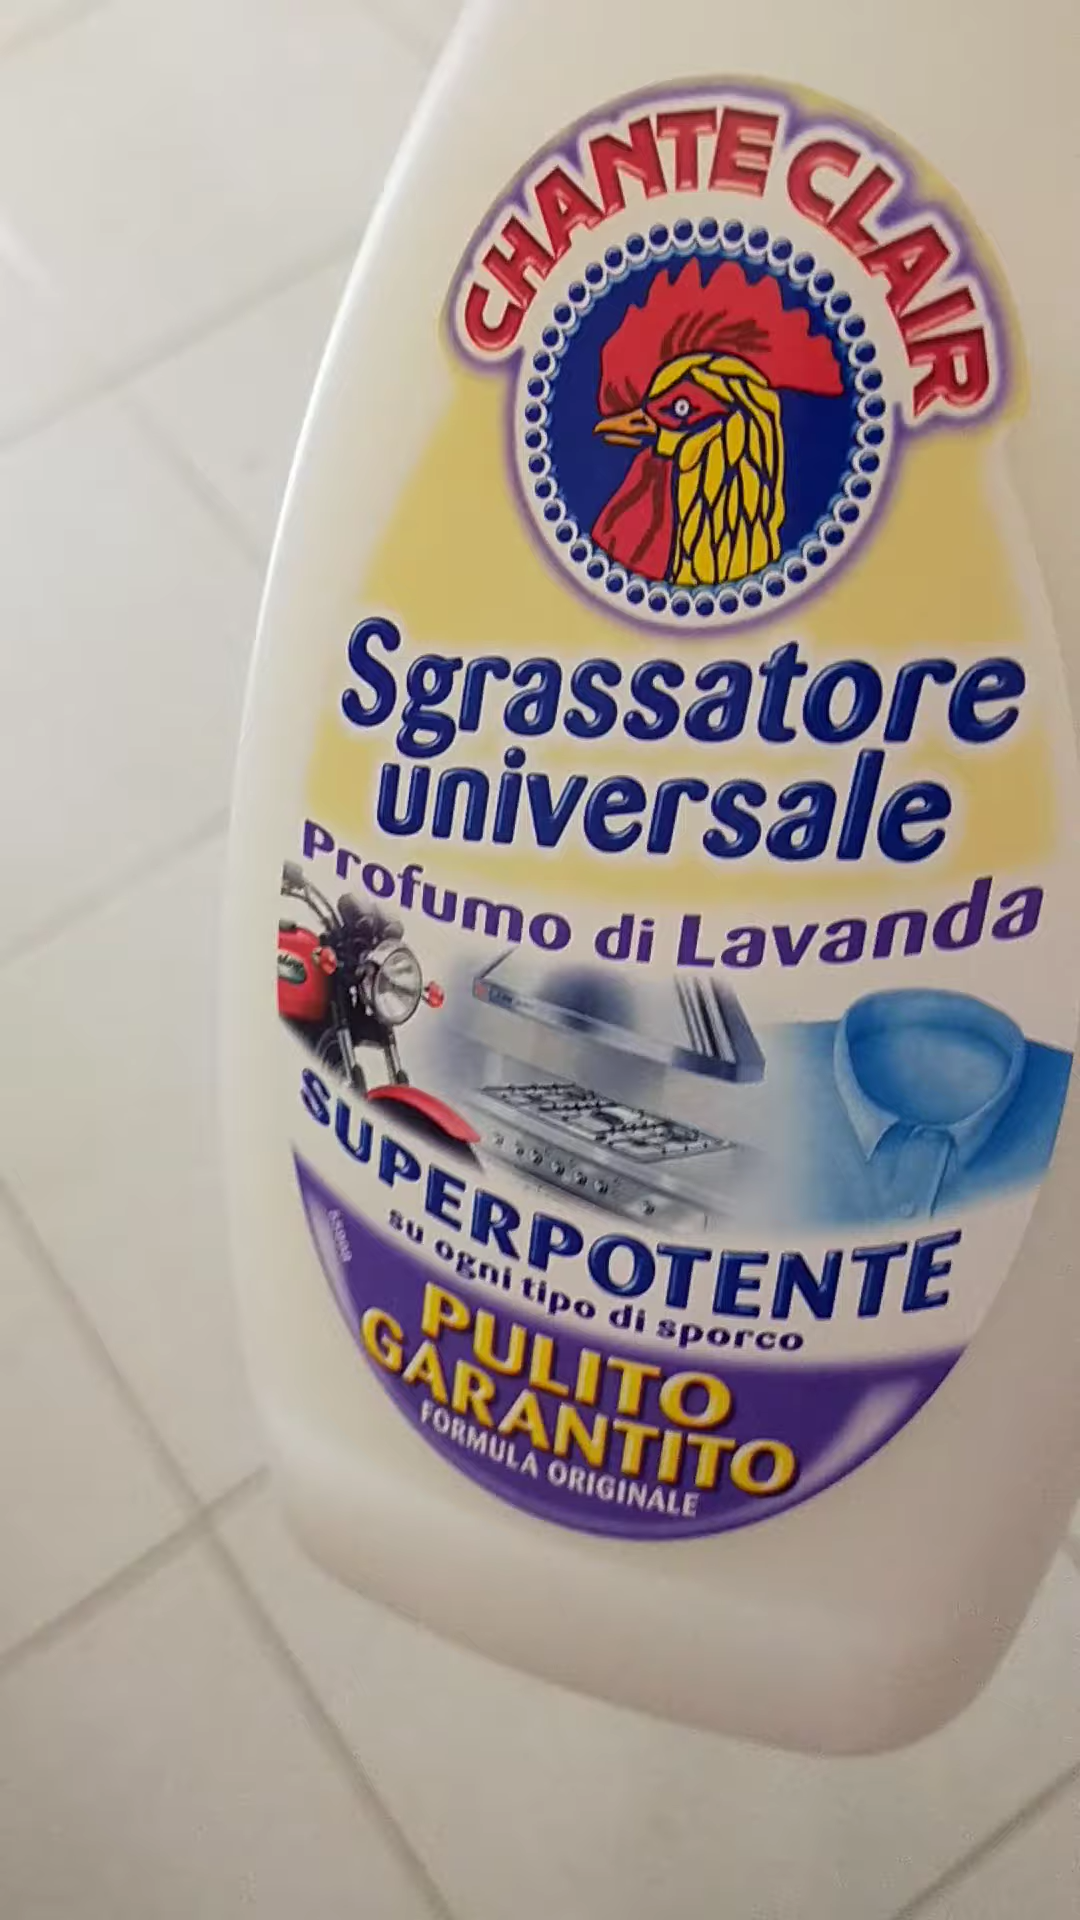 CHANTE CLAIR
Sgrassatore
universale
Profumo di Lavanda
SUPERPOTENTE
su ogni tipo di sporco
PULITO
GARANTITO
FORMULA ORIGINALE